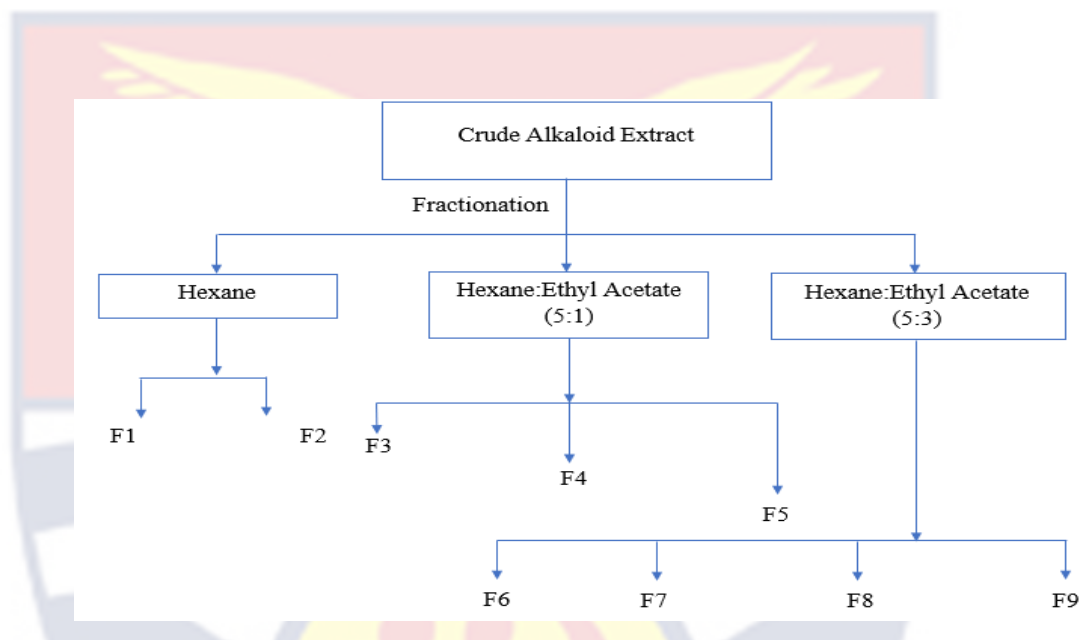 Crude Alkaloid Extract
Fractionation
Hexane
Hexane:Ethyl Acetate
(5:1)
Hexane:Ethyl Acetate
(5:3)
F1
F2
F3
F4
F5
F6
F7
F8
F9